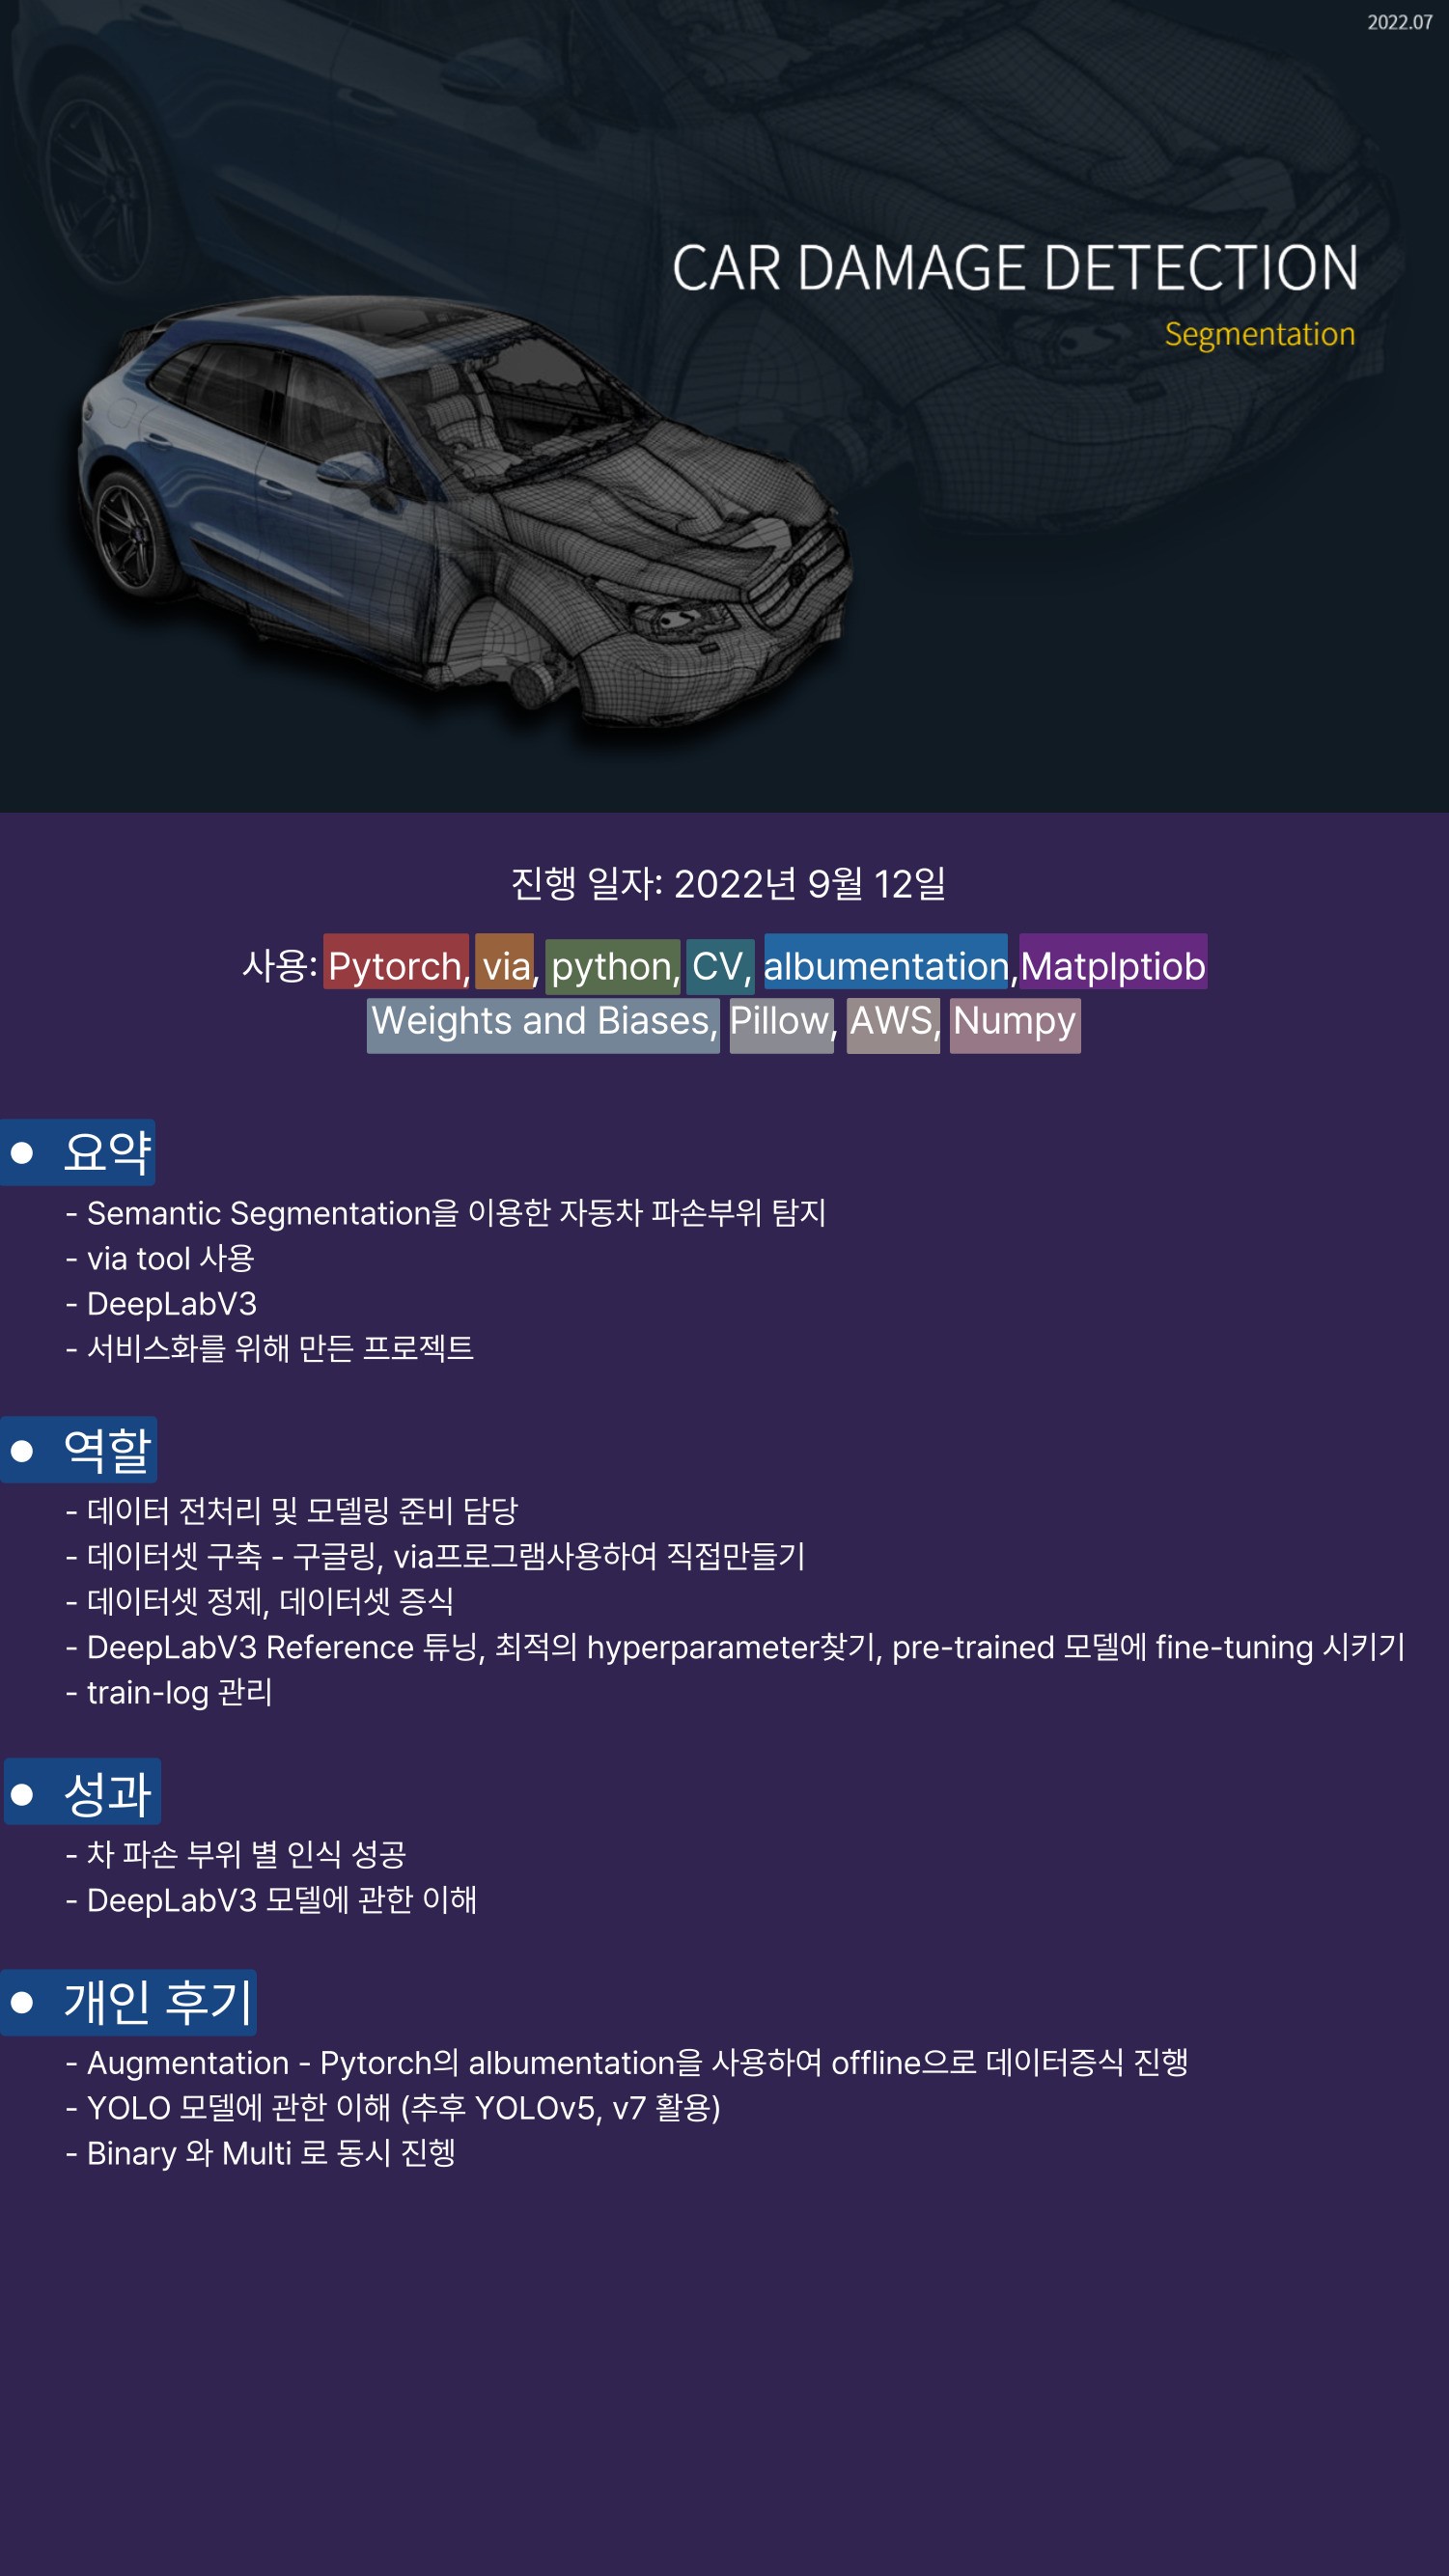 2022.07
CAR DAMAGE DETECTION
Segmentation
진행 일자: 2022년 9월 12일
사용: Pytorch, via, python, CV, albumentation,Matplptiob
Weights and Biases, Pillow, AWS, Numpy
● 요약
- Semantic Segmentation을 이용한 자동차 파손부위 탐지
- via tool 사용
- DeepLabV3
- 서비스화를 위해 만든 프로젝트
● 역할
- 데이터 전처리 및 모델링 준비 담당
- 데이터셋 구축 - 구글링, via프로그램사용하여 직접만들기
- 데이터셋 정제, 데이터셋 증식
- DeepLabV3 Reference 튜닝, 최적의 hyperparameter찾기, pre-trained 모델에 fine-tuning 시키기
- train-log 관리
● 성과
- 차 파손 부위 별 인식 성공
- DeepLabV3 모델에 관한 이해
● 개인 후기
- Augmentation - Pytorch의 albumentation을 사용하여 offline으로 데이터증식 진행
- YOLO 모델에 관한 이해 (추후 YOLOv5, v7 활용)
- Binary 와 Multi 로 동시 진헹